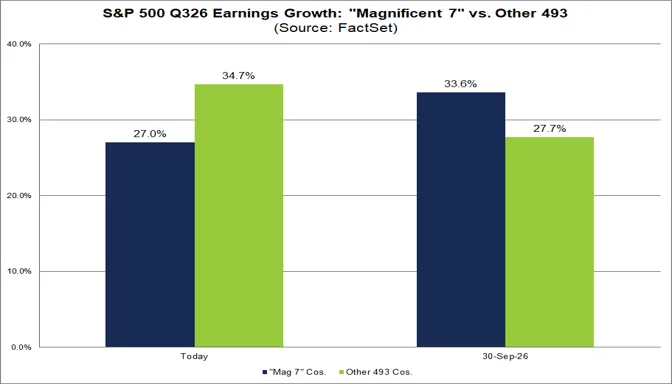 S&P 500 Q326 Earnings Growth: "Magnificent 7" vs. Other 493
(Source: FactSet)
40.0%
34.7%
33.6%
30.0%
27.0%
27.7%
20.0%
10.0%
0.0%
Today
30-Sep-26
"Mag 7" Cos.
Other 493 Cos.